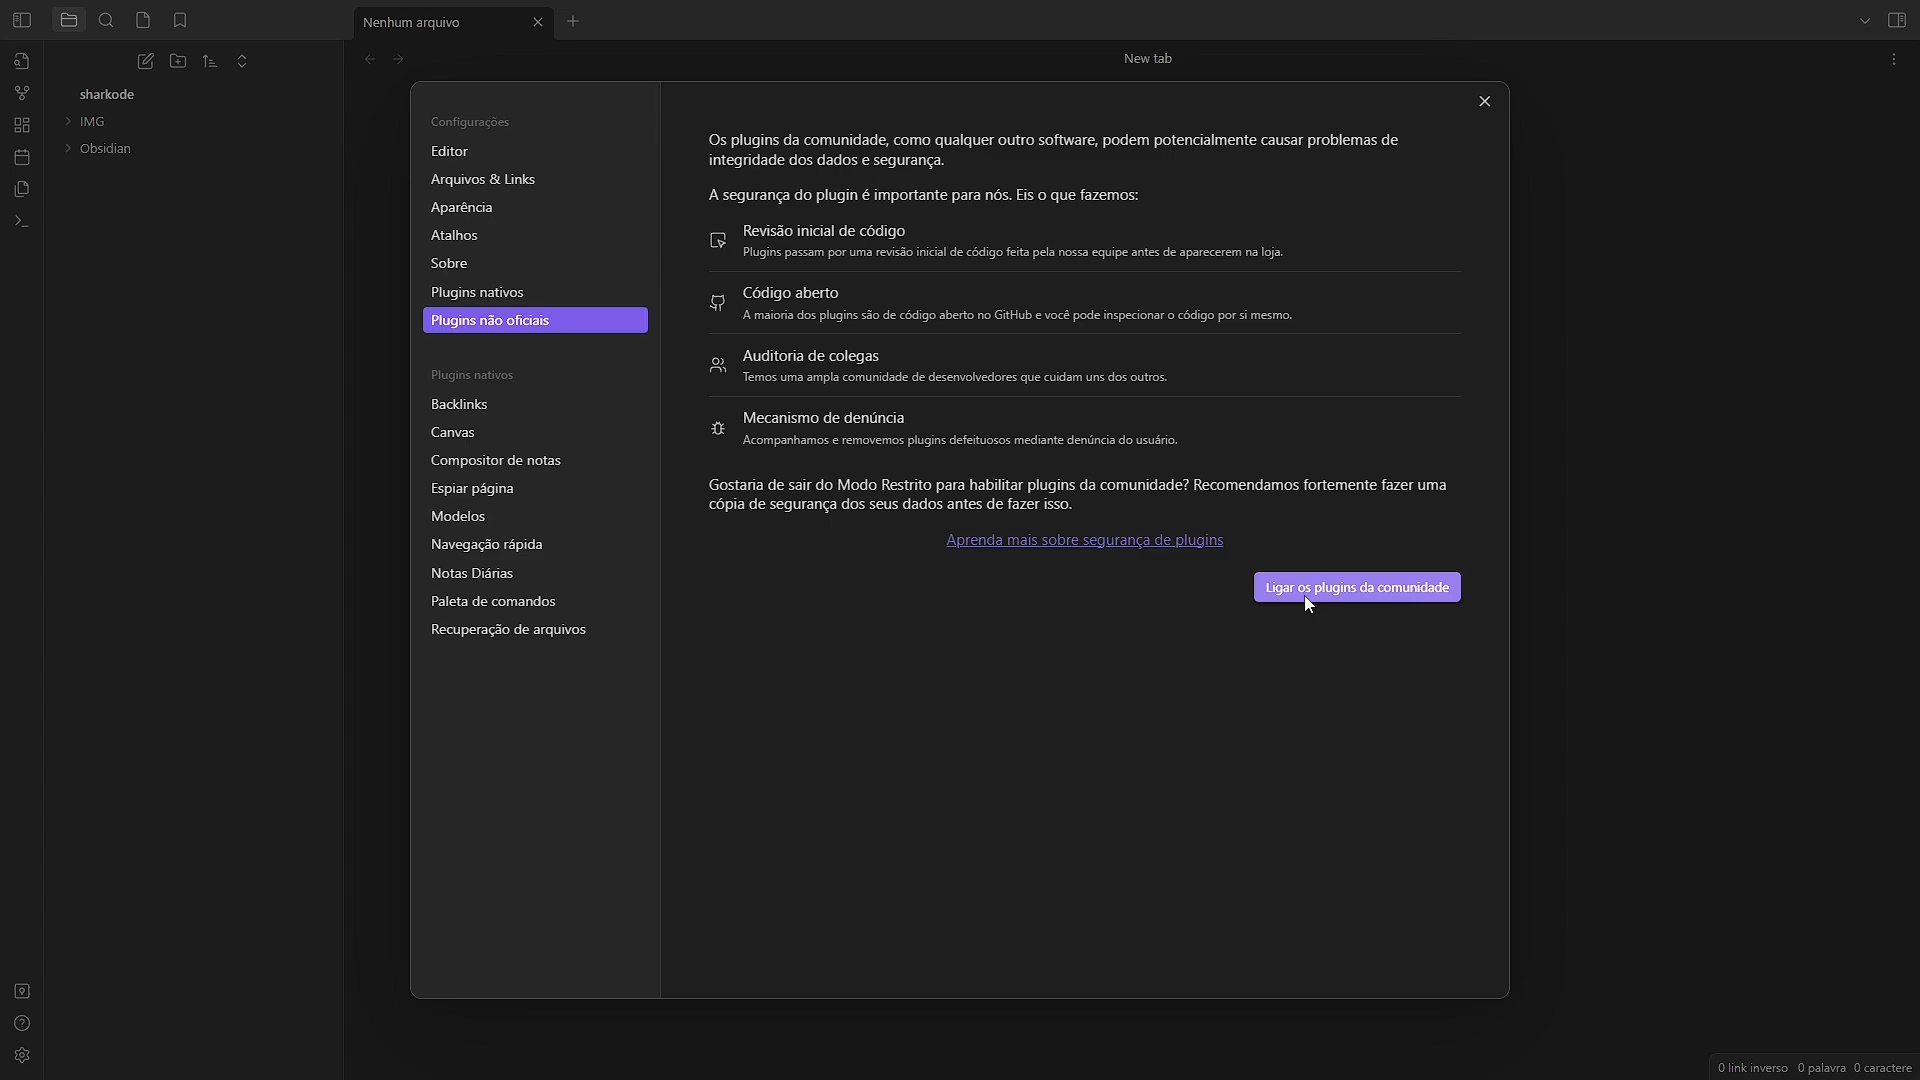 Nenhum arquivo
New tab
sharkode
IMG
Obsidian
Configurações
Editor
Arquivos & Links
Aparência
Atalhos
Sobre
Plugins nativos
Plugins não oficiais
Plugins nativos
Backlinks
Canvas
Compositor de notas
Espiar página
Modelos
Navegação rápida
Notas Diárias
Paleta de comandos
Recuperação de arquivos
Os plugins da comunidade, como qualquer outro software, podem potencialmente causar problemas de
integridade dos dados e segurança.
A segurança do plugin é importante para nós. Eis o que fazemos:
Revisão inicial de código
Plugins passam por uma revisão inicial de código feita pela nossa equipe antes de aparecerem na loja.
Código aberto
A maioria dos plugins são de código aberto no GitHub e você pode inspecionar o código por si mesmo.
Auditoria de colegas
Temos uma ampla comunidade de desenvolvedores que cuidam uns dos outros.
Mecanismo de denúncia
Acompanhamos e removemos plugins defeituosos mediante denúncia do usuário.
Gostaria de sair do Modo Restrito para habilitar plugins da comunidade? Recomendamos fortemente fazer uma
cópia de segurança dos seus dados antes de fazer isso.
Aprenda mais sobre segurança de plugins
Ligar os plugins da comunidade
0 link inverso 0 palavra 0 caractere